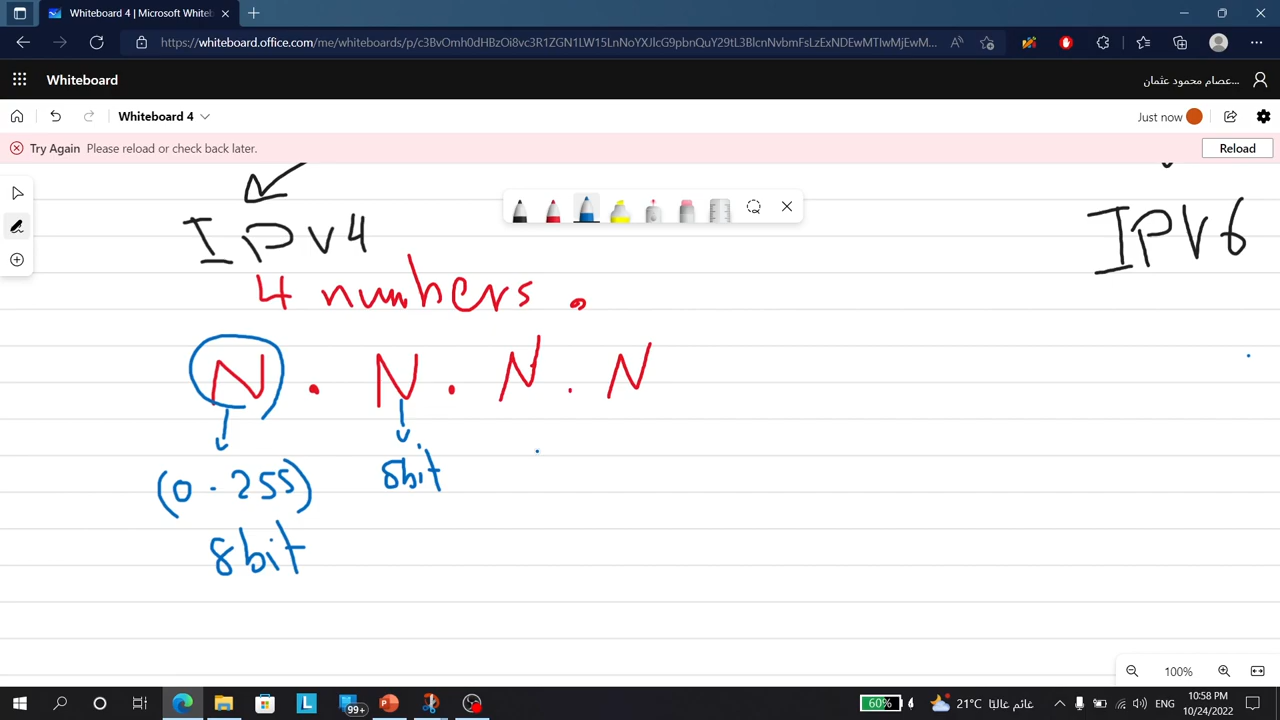 Whiteboard 4 | Microsoft Whiteb
https://whiteboard.office.com/me/whiteboards/p/c3BvOmh0dHBzOi8vc3R1ZGN1LW15LnNoYXJlcG9pbnQuY29tL3BlcnNvbmFsLzExNDEwMTIwMjEwM...
Whiteboard
عصام محمود عثمان...
Whiteboard 4
Just now
Try Again Please reload or check back later.
Reload
IPv4
IPV6
4 numbers .
N . N . N . N
(0 - 255)
8bit
8bit
100%
L
99+
60%
21°C غائم غالبًا
10:58 PM
10/24/2022